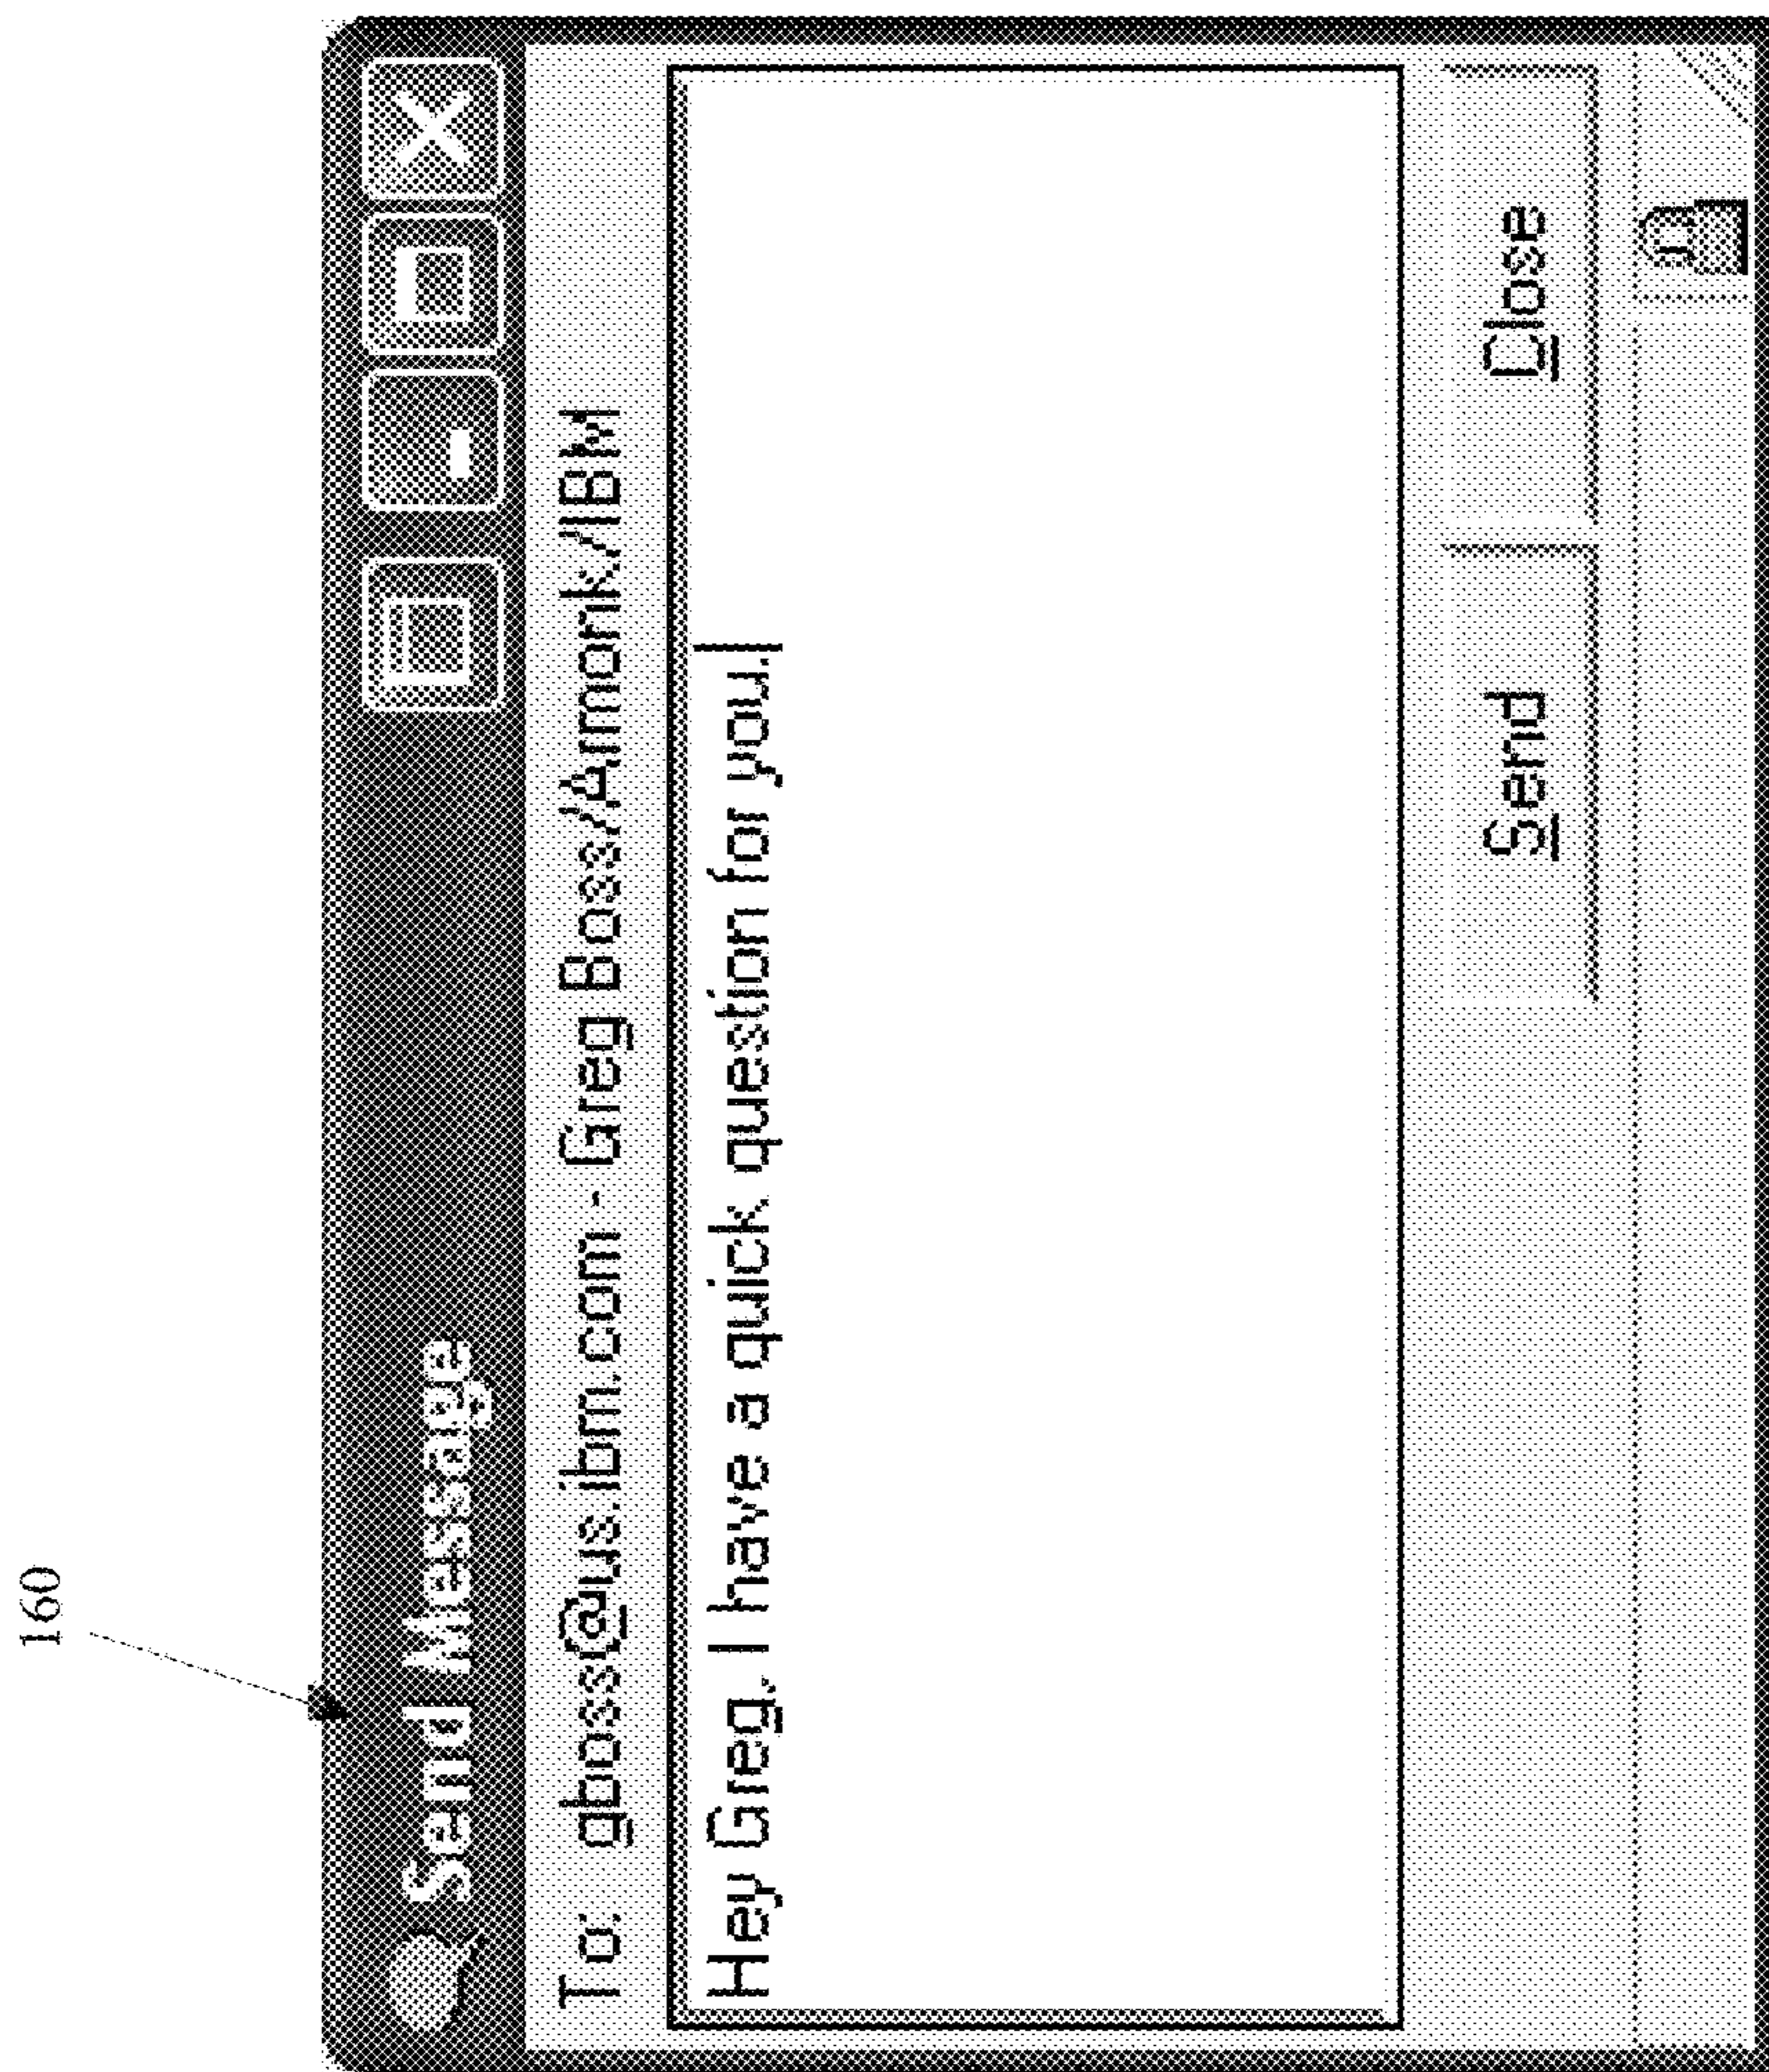 160
Send Message
To: gboss@us.ibm.com - Greg Boss/Armonk/IBM
Hey Greg. I have a quick question for you.
Send Close